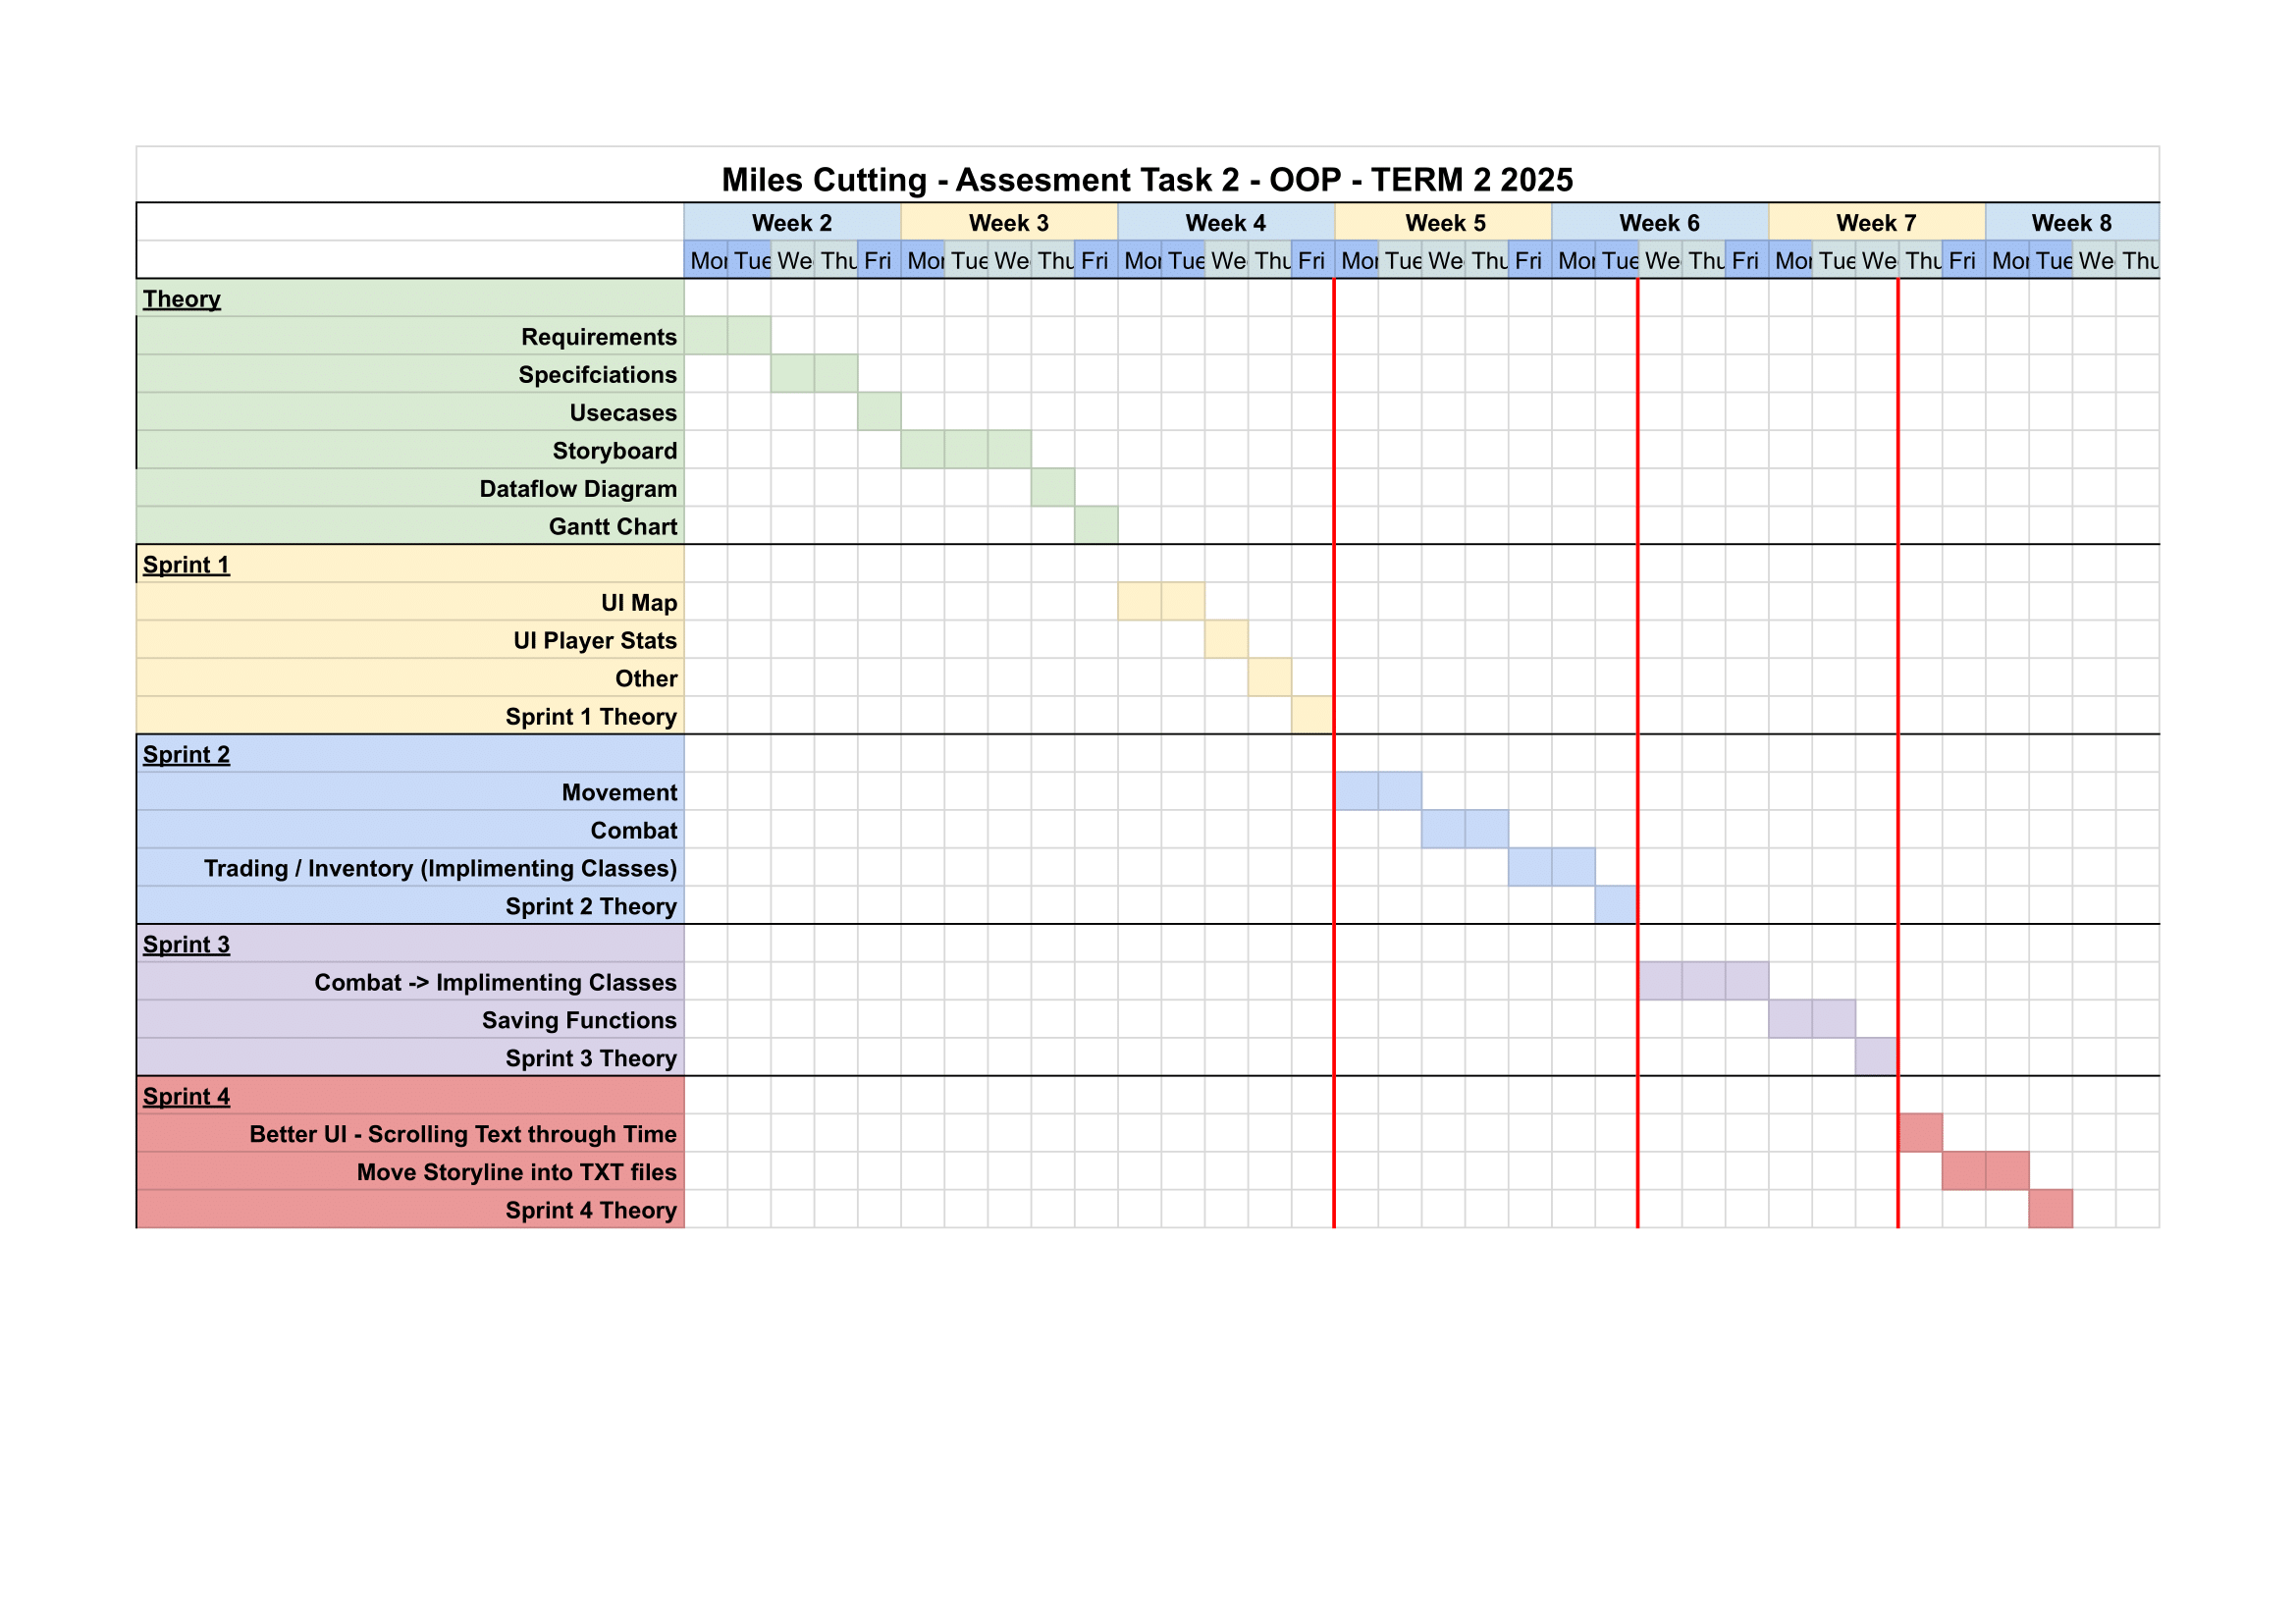 Miles Cutting - Assesment Task 2 - OOP - TERM 2 2025
Week 2 Week 3 Week 4 Week 5 Week 6 Week 7 Week 8
Mon Tue We Thu Fri Mon Tue We Thu Fri Mon Tue We Thu Fri Mon Tue We Thu Fri Mon Tue We Thu Fri Mon Tue We Thu Fri Mon Tue We Thu
Theory
Requirements
Specifciations
Usecases
Storyboard
Dataflow Diagram
Gantt Chart
Sprint 1
UI Map
UI Player Stats
Other
Sprint 1 Theory
Sprint 2
Movement
Combat
Trading / Inventory (Implimenting Classes)
Sprint 2 Theory
Sprint 3
Combat -> Implimenting Classes
Saving Functions
Sprint 3 Theory
Sprint 4
Better UI - Scrolling Text through Time
Move Storyline into TXT files
Sprint 4 Theory